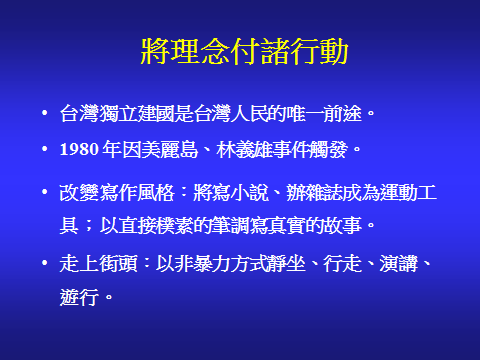 將理念付諸行動
• 台灣獨立建國是台灣人民的唯一前途。
• 1980 年因美麗島、林義雄事件觸發。
• 改變寫作風格：將寫小說、辦雜誌成為運動工
具；以直接樸素的筆調寫真實的故事。
• 走上街頭：以非暴力方式靜坐、行走、演講、
遊行。